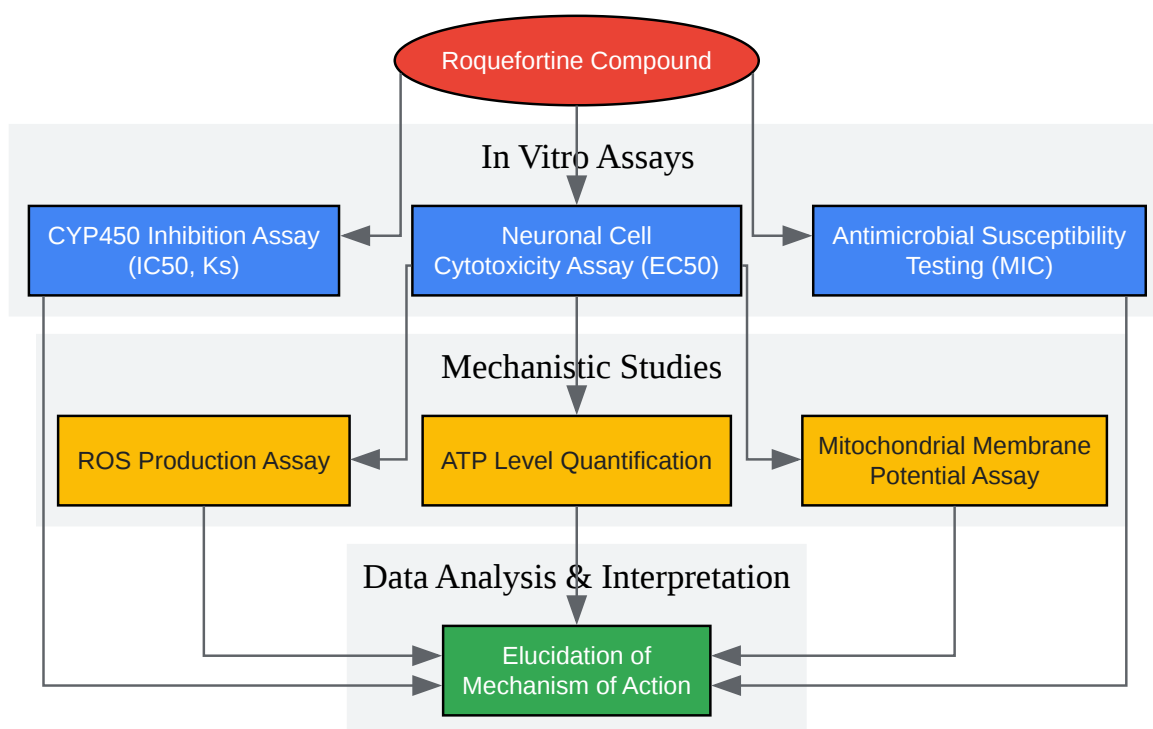 Roquefortine Compound
In Vitro Assays
CYP450 Inhibition Assay
(IC50, Ks)
Neuronal Cell
Cytotoxicity Assay (EC50)
Antimicrobial Susceptibility
Testing (MIC)
Mechanistic Studies
ROS Production Assay
ATP Level Quantification
Mitochondrial Membrane
Potential Assay
Data Analysis & Interpretation
Elucidation of
Mechanism of Action